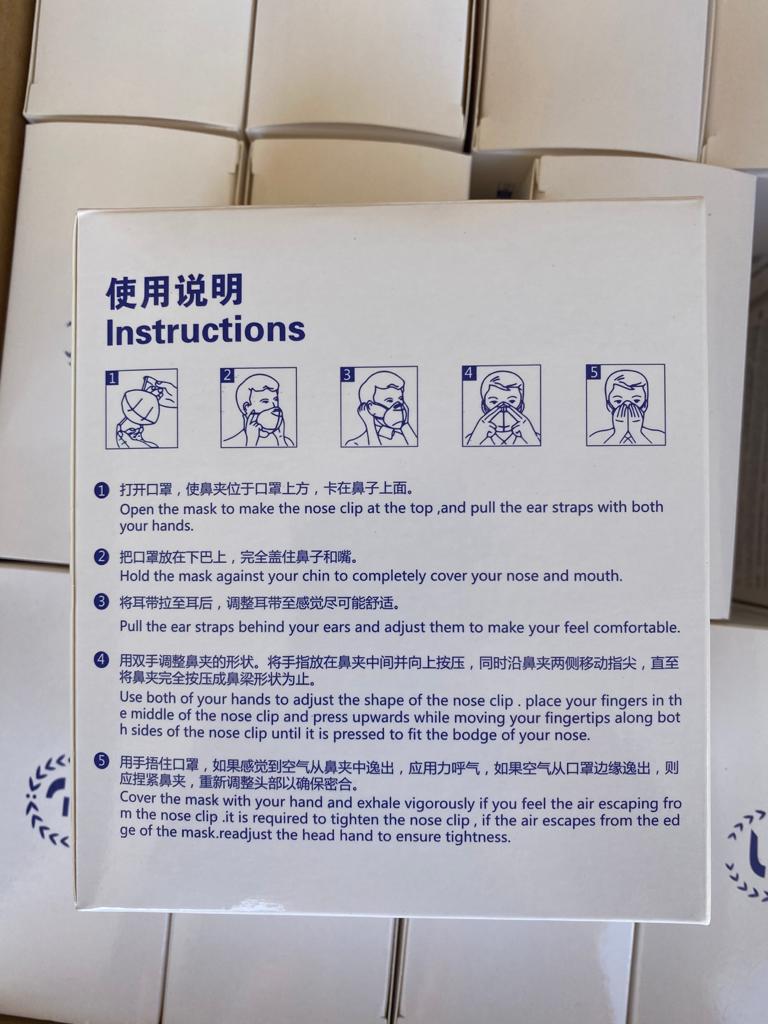 使用说明
Instructions
1 2 3 4 5
1 打开口罩，使鼻夹位于口罩上方，卡在鼻子上面。
Open the mask to make the nose clip at the top ,and pull the ear straps with both
your hands.
2 把口罩放在下巴上，完全盖住鼻子和嘴。
Hold the mask against your chin to completely cover your nose and mouth.
3 将耳带拉至耳后，调整耳带至感觉尽可能舒适。
Pull the ear straps behind your ears and adjust them to make your feel comfortable.
4 用双手调整鼻夹的形状。将手指放在鼻夹中间并向上按压，同时沿鼻夹两侧移动指尖，直至
将鼻夹完全按压成鼻梁形状为止。
Use both of your hands to adjust the shape of the nose clip . place your fingers in th
e middle of the nose clip and press upwards while moving your fingertips along bot
h sides of the nose clip until it is pressed to fit the bodge of your nose.
5 用手捂住口罩，如果感觉到空气从鼻夹中逸出，应用力呼气，如果空气从口罩边缘逸出，则
应捏紧鼻夹，重新调整头部以确保密合。
Cover the mask with your hand and exhale vigorously if you feel the air escaping fro
m the nose clip .it is required to tighten the nose clip , if the air escapes from the ed
ge of the mask.readjust the head hand to ensure tightness.